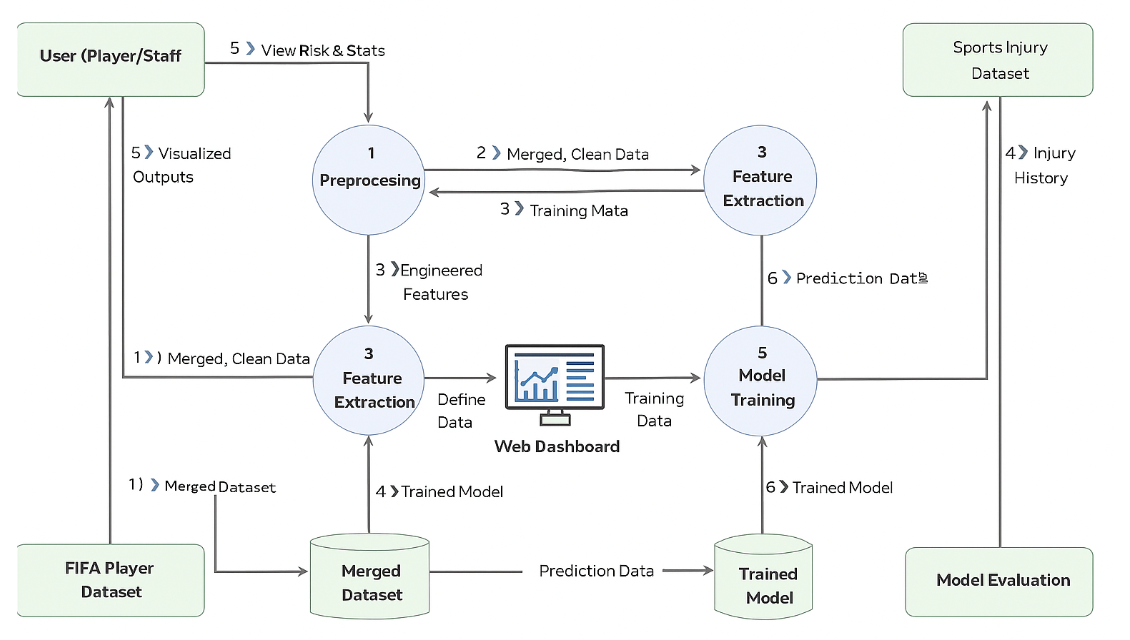 User (Player/Staff
5 ❯ View Risk & Stats
Sports Injury
Dataset
5 ❯ Visualized
Outputs
1
Preprocesing
2 ❯ Merged, Clean Data
3 ❯ Training Mata
3
Feature
Extraction
4 ❯ Injury
History
3 ❯Engineered
Features
6 ❯ Prediction
1 ❯) Merged, Clean Data
3
Feature
Extraction
Define
Data
Web Dashboard
Training
Data
5
Model
Training
1) ❯ Merged Dataset
4 ❯Trained Model
6 ❯Trained Model
FIFA Player
Dataset
Merged
Dataset
Prediction Data
Trained
Model
Model Evaluation